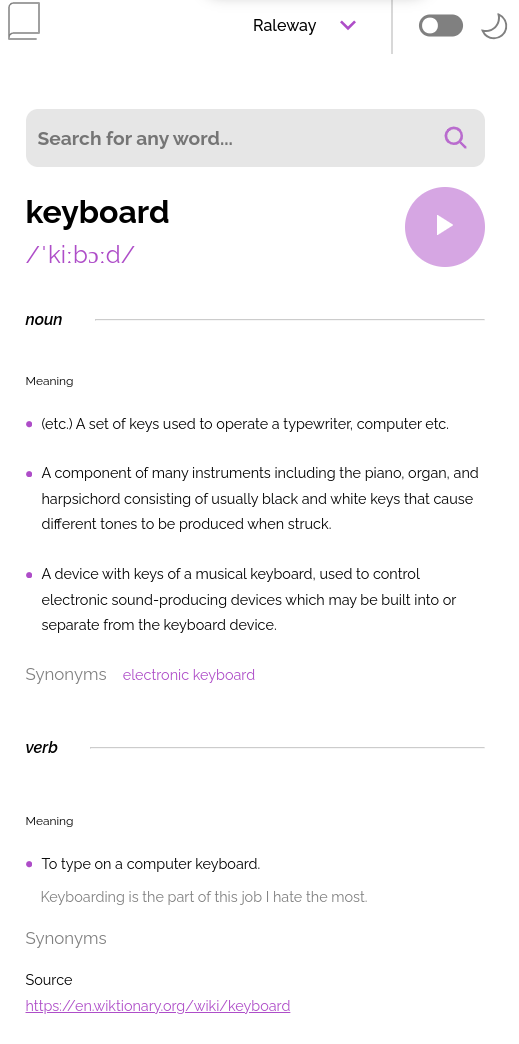 Raleway
Search for any word...
keyboard
/ˈkiːbɔːd/
noun
Meaning
(etc.) A set of keys used to operate a typewriter, computer etc.
A component of many instruments including the piano, organ, and
harpsichord consisting of usually black and white keys that cause
different tones to be produced when struck.
A device with keys of a musical keyboard, used to control
electronic sound-producing devices which may be built into or
separate from the keyboard device.
Synonyms electronic keyboard
verb
Meaning
To type on a computer keyboard.
Keyboarding is the part of this job I hate the most.
Synonyms
Source
https://en.wiktionary.org/wiki/keyboard